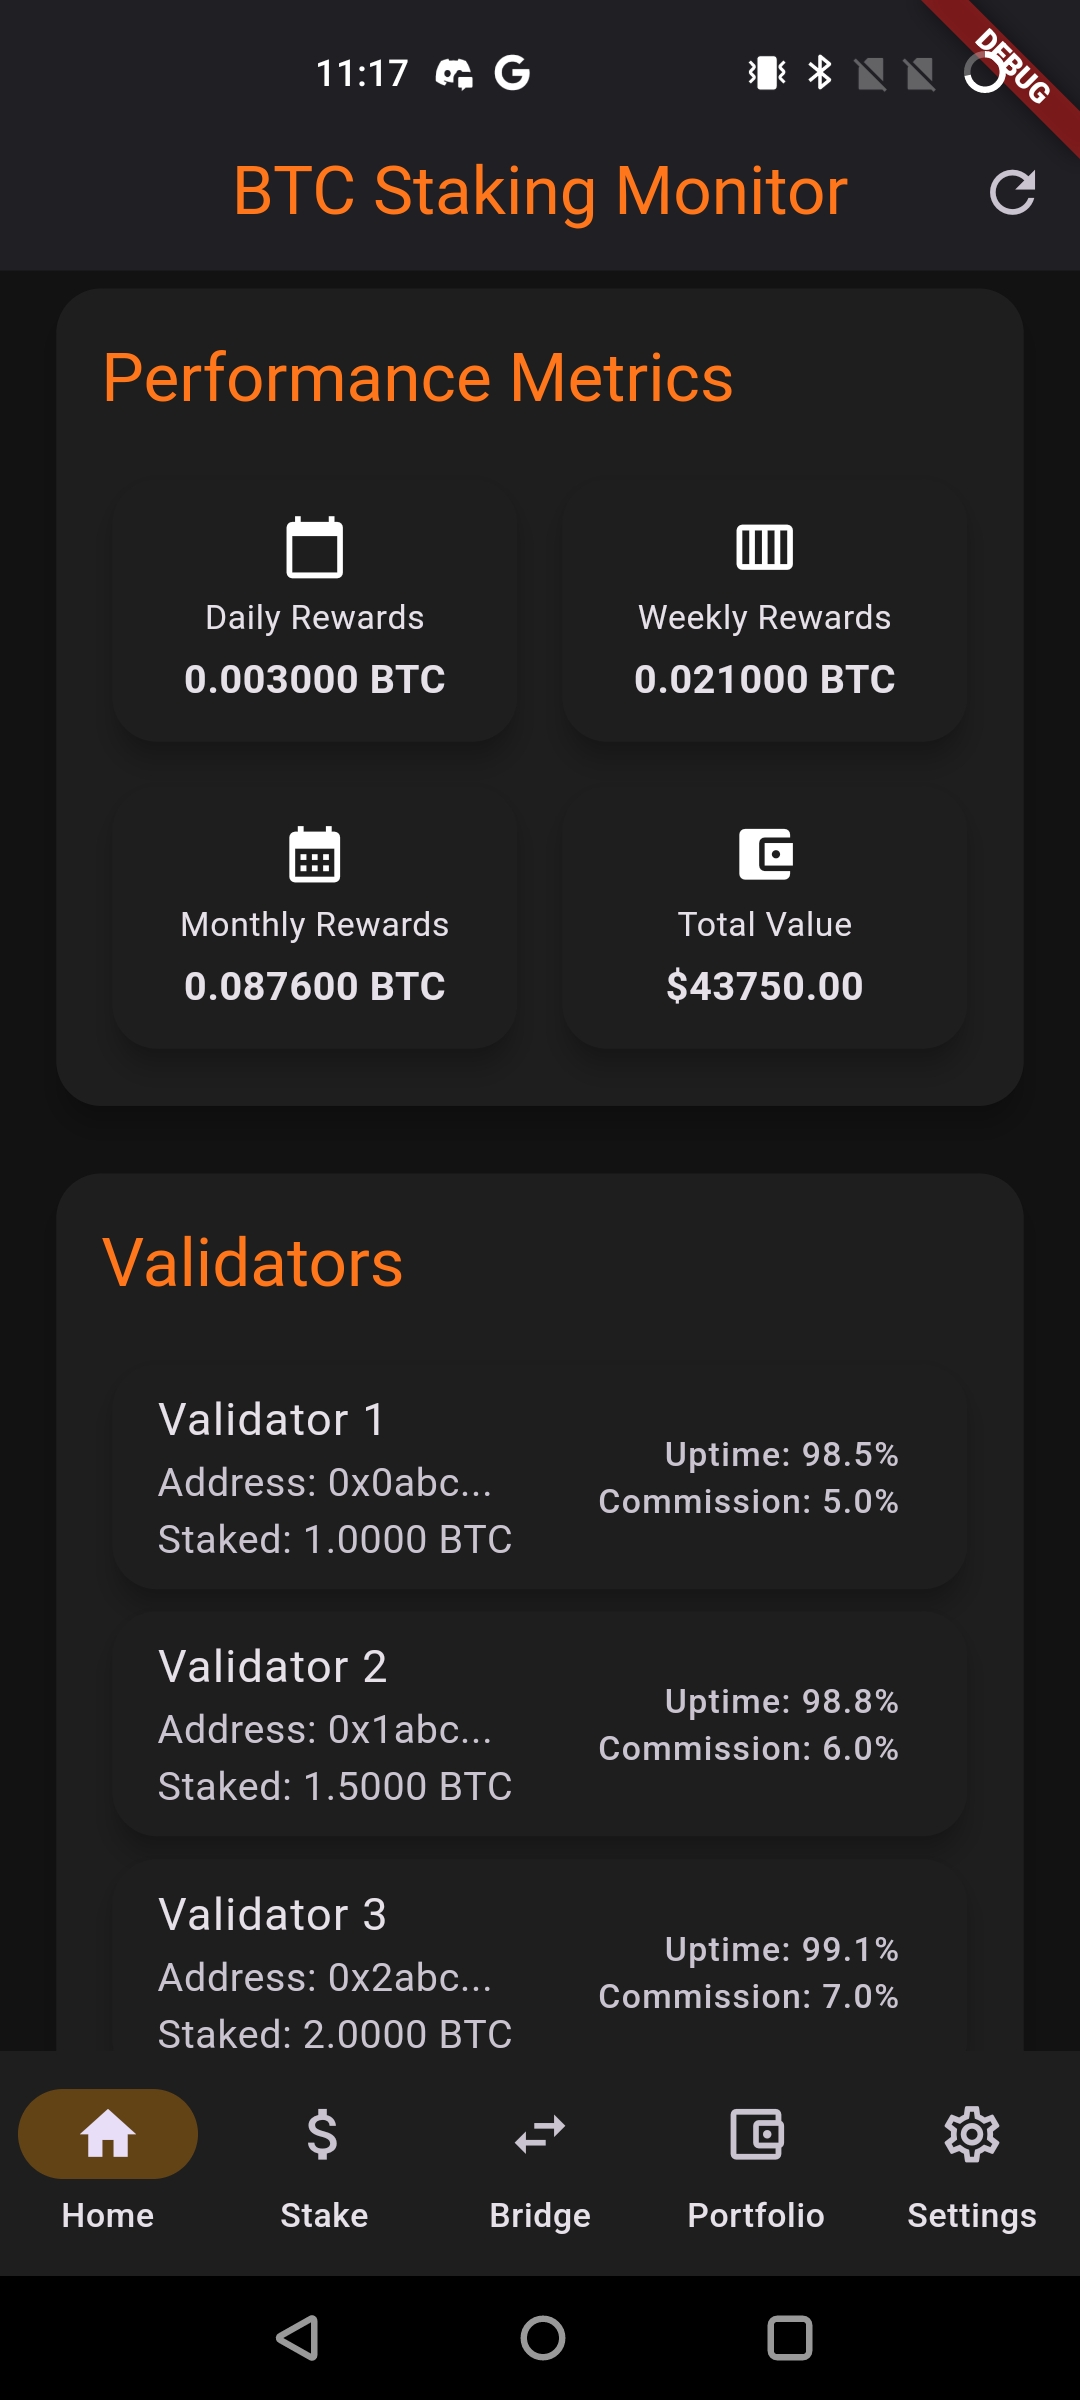 11:17
DEBUG
BTC Staking Monitor
Performance Metrics
Daily Rewards
0.003000 BTC
Weekly Rewards
0.021000 BTC
Monthly Rewards
0.087600 BTC
Total Value
$43750.00
Validators
Validator 1
Address: 0x0abc...
Staked: 1.0000 BTC
Uptime: 98.5%
Commission: 5.0%
Validator 2
Address: 0x1abc...
Staked: 1.5000 BTC
Uptime: 98.8%
Commission: 6.0%
Validator 3
Address: 0x2abc...
Staked: 2.0000 BTC
Uptime: 99.1%
Commission: 7.0%
Home
Stake
Bridge
Portfolio
Settings